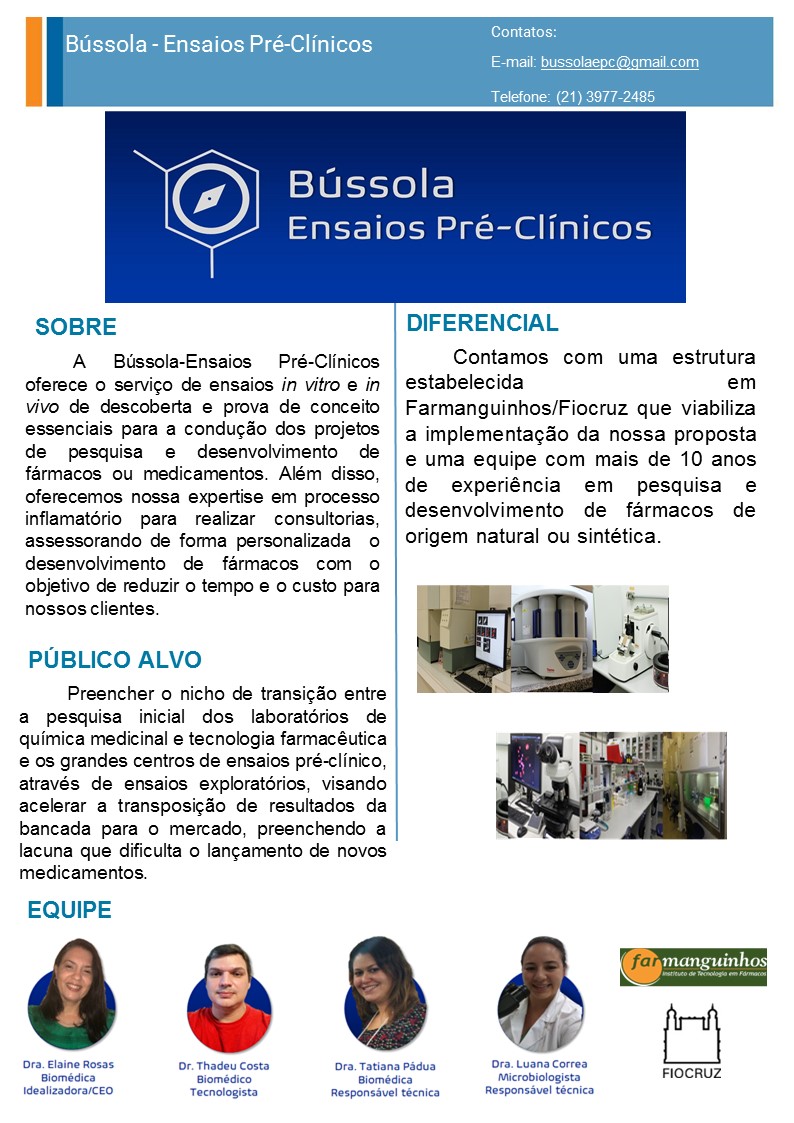 Bússola - Ensaios Pré-Clínicos
Contatos:
E-mail: bussolaepc@gmail.com
Telefone: (21) 3977-2485
Bússola
Ensaios Pré-Clínicos
SOBRE
A Bússola-Ensaios Pré-Clínicos
oferece o serviço de ensaios in vitro e in
vivo de descoberta e prova de conceito
essenciais para a condução dos projetos
de pesquisa e desenvolvimento de
fármacos ou medicamentos. Além disso,
oferecemos nossa expertise em processo
inflamatório para realizar consultorias,
assessorando de forma personalizada o
desenvolvimento de fármacos com o
objetivo de reduzir o tempo e o custo para
nossos clientes.
PÚBLICO ALVO
Preencher o nicho de transição entre
a pesquisa inicial dos laboratórios de
química medicinal e tecnologia farmacêutica
e os grandes centros de ensaios pré-clínico,
através de ensaios exploratórios, visando
acelerar a transposição de resultados da
bancada para o mercado, preenchendo a
lacuna que dificulta o lançamento de novos
medicamentos.
DIFERENCIAL
Contamos com uma estrutura
estabelecida em
Farmanguinhos/Fiocruz que viabiliza
a implementação da nossa proposta
e uma equipe com mais de 10 anos
de experiência em pesquisa e
desenvolvimento de fármacos de
origem natural ou sintética.
EQUIPE
Dra. Elaine Rosas
Biomédica
Idealizadora/CEO
Dr. Thadeu Costa
Biomédico
Tecnologista
Dra. Tatiana Pádua
Biomédica
Responsável técnica
Dra. Luana Correa
Microbiologista
Responsável técnica
farmanguinhos
Instituto de Tecnologia em Fármacos
FIOCRUZ